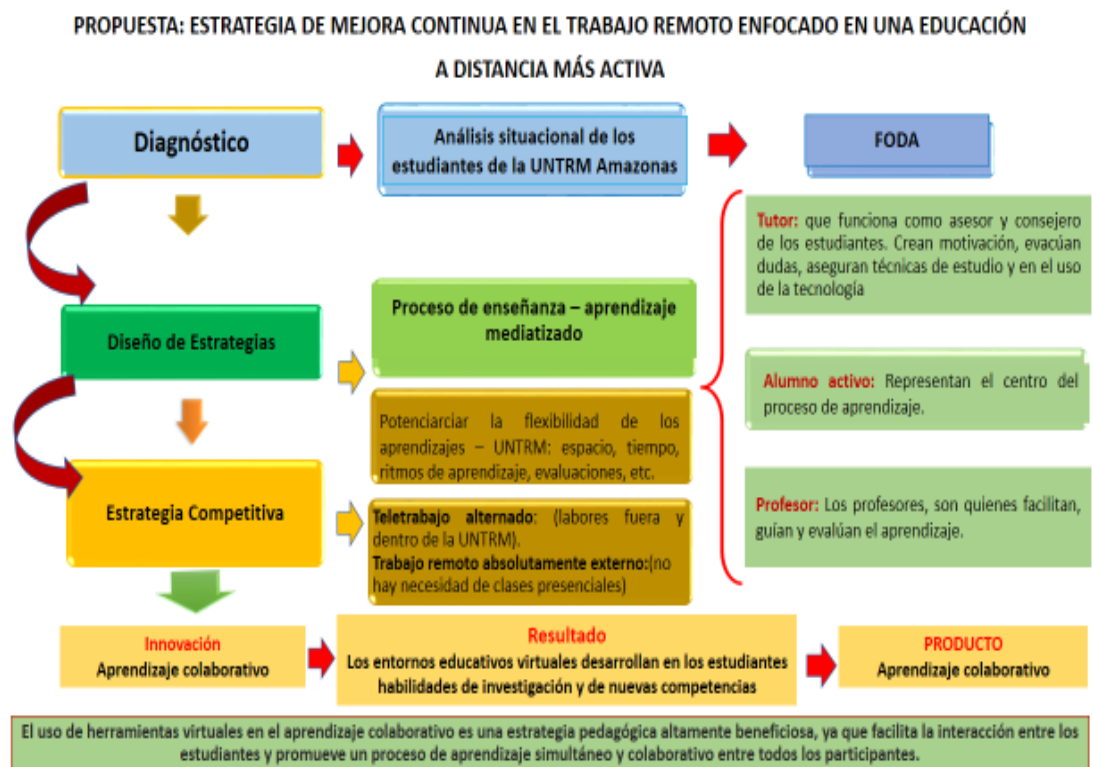 PROPUESTA: ESTRATEGIA DE MEJORA CONTINUA EN EL TRABAJO REMOTO ENFOCADO EN UNA EDUCACIÓN
A DISTANCIA MÁS ACTIVA
Diagnóstico
Análisis situacional de los
estudiantes de la UNTRM Amazonas
FODA
Tutor: que funciona como asesor y consejero
de los estudiantes. Crean motivación, evacúan
dudas, aseguran técnicas de estudio y en el uso
de la tecnología
Diseño de Estrategias
Proceso de enseñanza – aprendizaje
mediatizado
Alumno activo: Representan el centro del
proceso de aprendizaje.
Potenciarciar la flexibilidad de los
aprendizajes – UNTRM: espacio, tiempo,
ritmos de aprendizaje, evaluaciones, etc.
Estrategia Competitiva
Teletrabajo alternado: (labores fuera y
dentro de la UNTRM).
Trabajo remoto absolutamente externo:(no
hay necesidad de clases presenciales)
Profesor: Los profesores, son quienes facilitan,
guían y evalúan el aprendizaje.
Innovación
Aprendizaje colaborativo
Resultado
Los entornos educativos virtuales desarrollan en los estudiantes
habilidades de investigación y de nuevas competencias
PRODUCTO
Aprendizaje colaborativo
El uso de herramientas virtuales en el aprendizaje colaborativo es una estrategia pedagógica altamente beneficiosa, ya que facilita la interacción entre los
estudiantes y promueve un proceso de aprendizaje simultáneo y colaborativo entre todos los participantes.